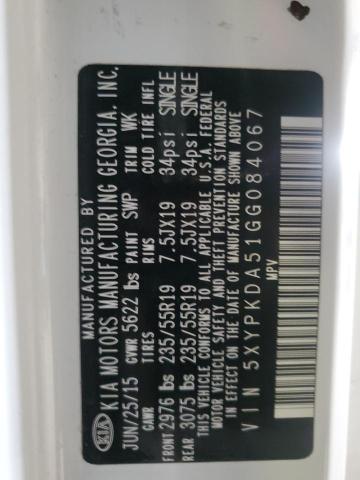 MANUFACTURED BY
KIA KIA MOTORS MANUFACTURING GEORGIA, INC.
JUN/25/15 PAINT SWP TRIM WK
GVWR 5622 lbs
GAWR TIRES RIMS COLD TIRE INFL
FRONT 2976 lbs 235/55R19 7.5JX19 34psi SINGLE
REAR 3075 lbs 235/55R19 7.5JX19 34psi SINGLE
THIS VEHICLE CONFORMS TO ALL APPLICABLE U.S.A. FEDERAL
MOTOR VEHICLE SAFETY AND THEFT PREVENTION STANDARDS
IN EFFECT ON THE DATE OF MANUFACTURE SHOWN ABOVE
VIN 5XYPKDA51GG084067
MPV